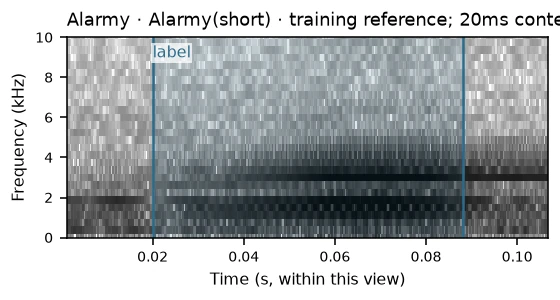 Alarmy · Alarmy(short) · training reference; 20ms conte
label
10
8
6
4
2
0
Frequency (kHz)
0.02 0.04 0.06 0.08 0.10
Time (s, within this view)